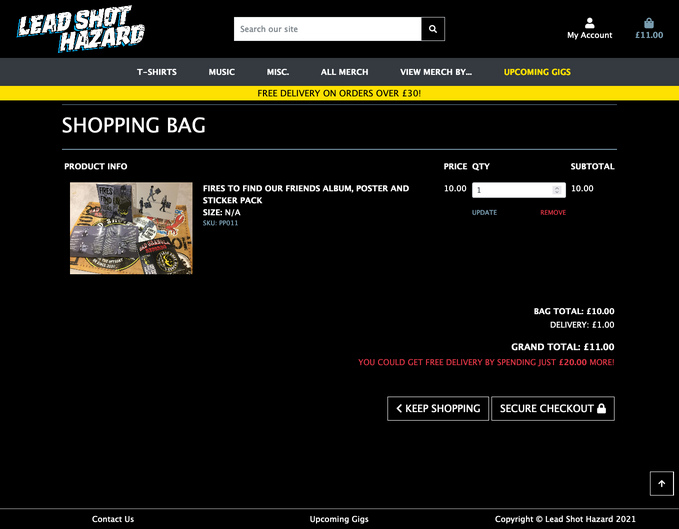 LEAD SHOT
HAZARD
Search our site
My Account
£11.00
T-SHIRTS
MUSIC
MISC.
ALL MERCH
VIEW MERCH BY...
UPCOMING GIGS
FREE DELIVERY ON ORDERS OVER £30!
SHOPPING BAG
PRODUCT INFO
PRICE
QTY
SUBTOTAL
FIRES TO FIND OUR FRIENDS ALBUM, POSTER AND
STICKER PACK
SIZE: N/A
SKU: PP011
10.00
1
10.00
UPDATE
REMOVE
BAG TOTAL: £10.00
DELIVERY: £1.00
GRAND TOTAL: £11.00
YOU COULD GET FREE DELIVERY BY SPENDING JUST £20.00 MORE!
KEEP SHOPPING
SECURE CHECKOUT
Contact Us
Upcoming Gigs
Copyright © Lead Shot Hazard 2021